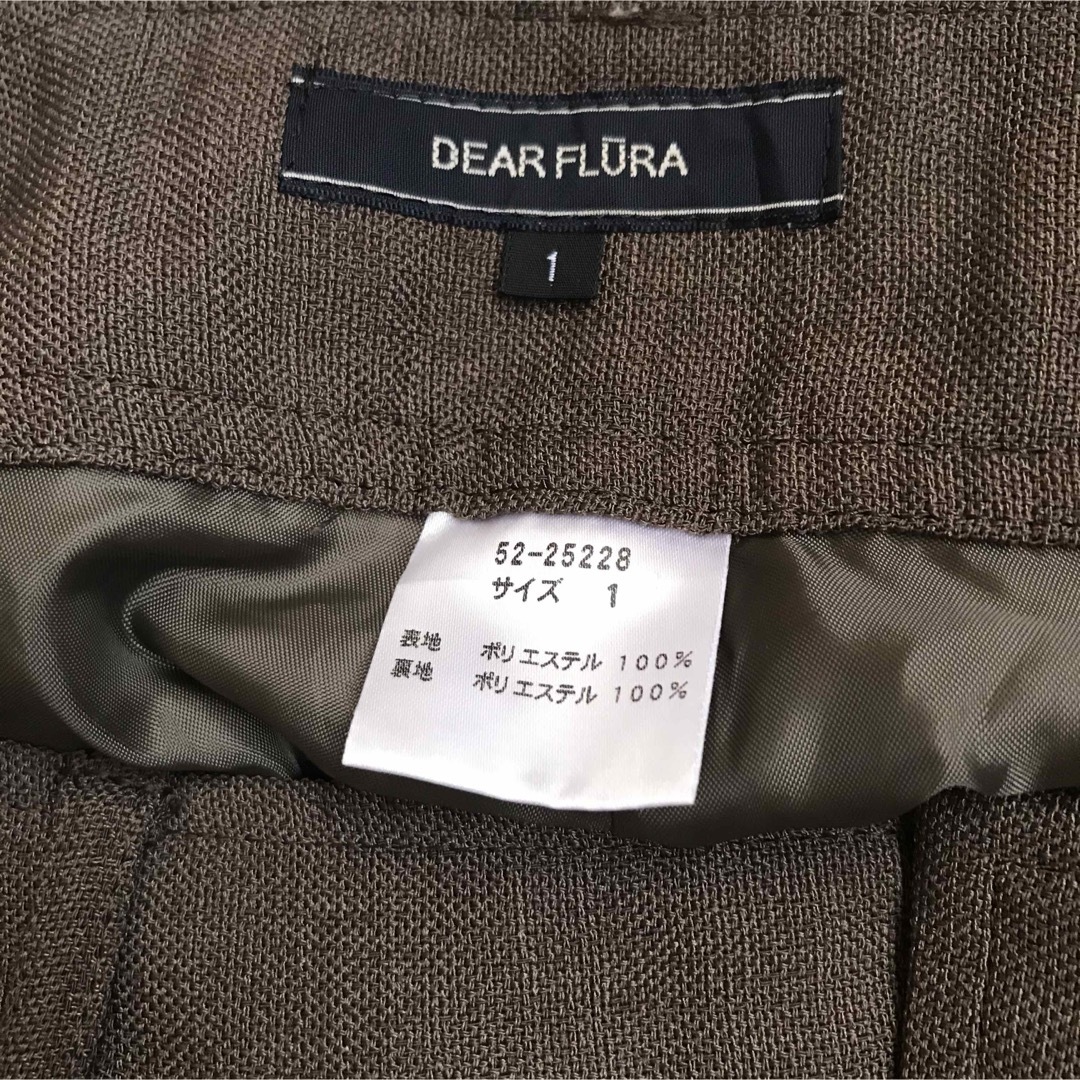 DEAR FLŪRA
1
52-25228
サイズ 1
表地 ポリエステル 100%
裏地 ポリエステル 100%